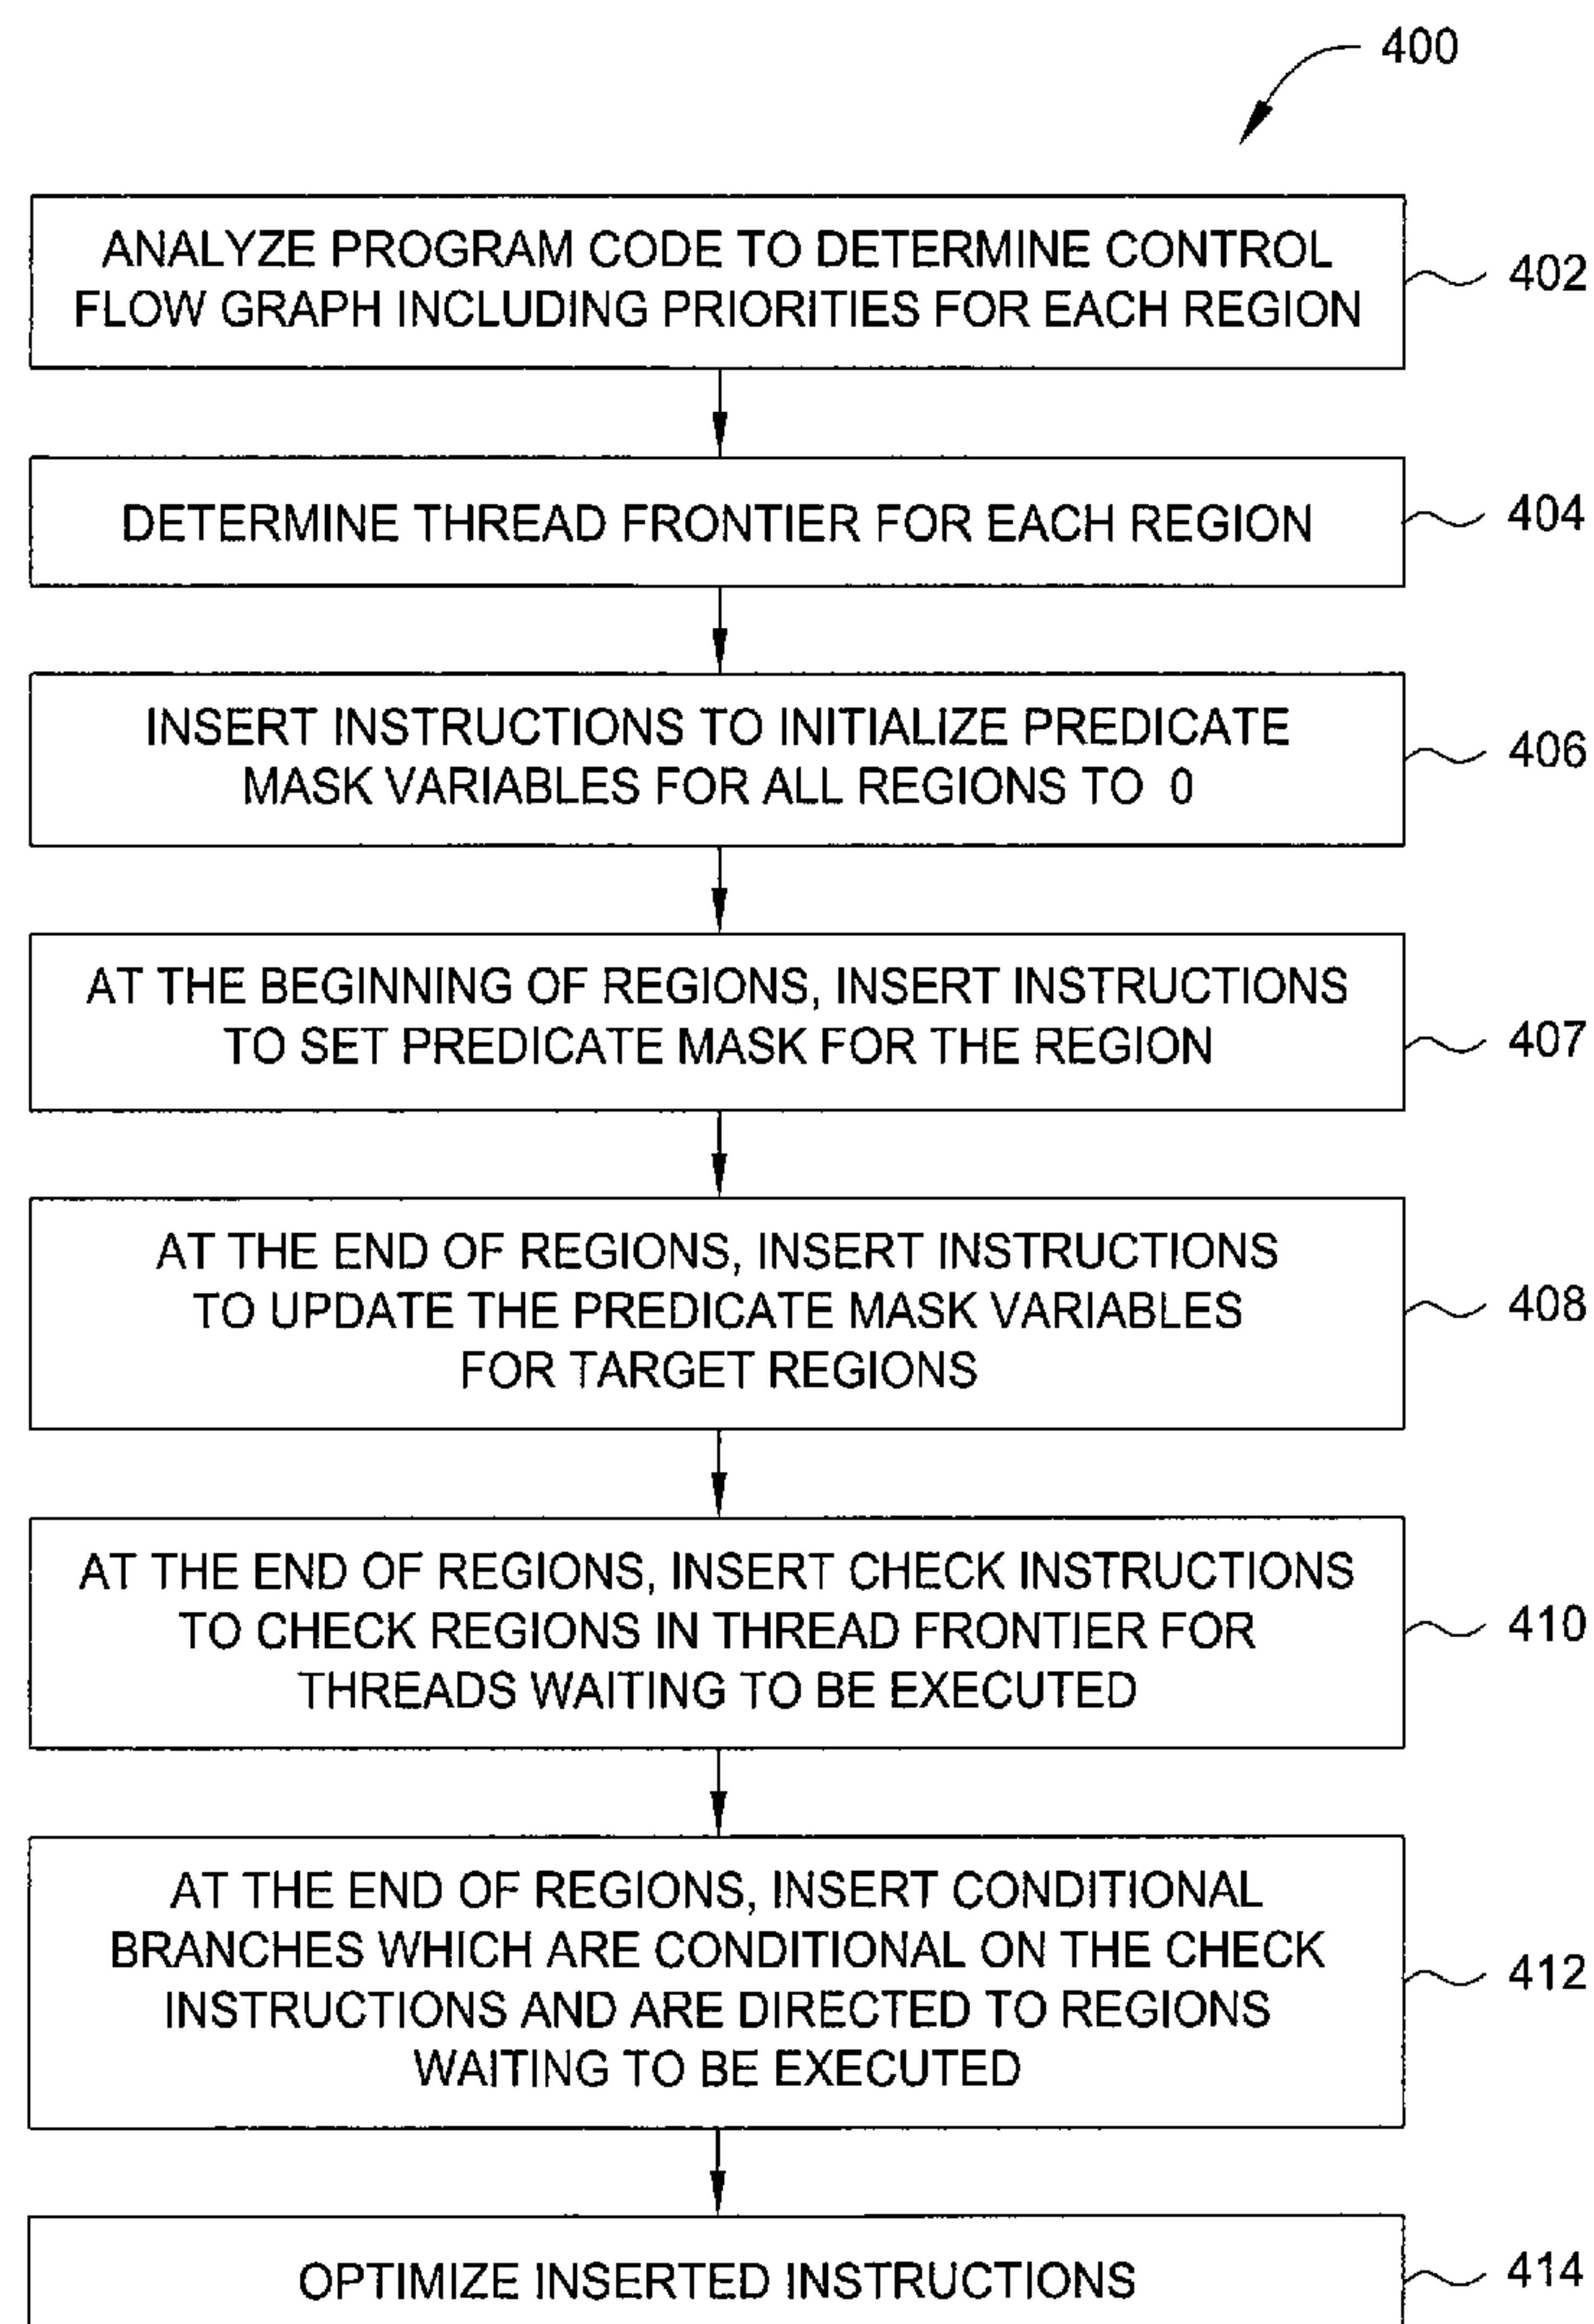 400
ANALYZE PROGRAM CODE TO DETERMINE CONTROL
FLOW GRAPH INCLUDING PRIORITIES FOR EACH REGION
402
DETERMINE THREAD FRONTIER FOR EACH REGION
404
INSERT INSTRUCTIONS TO INITIALIZE PREDICATE
MASK VARIABLES FOR ALL REGIONS TO 0
406
AT THE BEGINNING OF REGIONS, INSERT INSTRUCTIONS
TO SET PREDICATE MASK FOR THE REGION
407
AT THE END OF REGIONS, INSERT INSTRUCTIONS
TO UPDATE THE PREDICATE MASK VARIABLES
FOR TARGET REGIONS
408
AT THE END OF REGIONS, INSERT CHECK INSTRUCTIONS
TO CHECK REGIONS IN THREAD FRONTIER FOR
THREADS WAITING TO BE EXECUTED
410
AT THE END OF REGIONS, INSERT CONDITIONAL
BRANCHES WHICH ARE CONDITIONAL ON THE CHECK
INSTRUCTIONS AND ARE DIRECTED TO REGIONS
WAITING TO BE EXECUTED
412
OPTIMIZE INSERTED INSTRUCTIONS
414